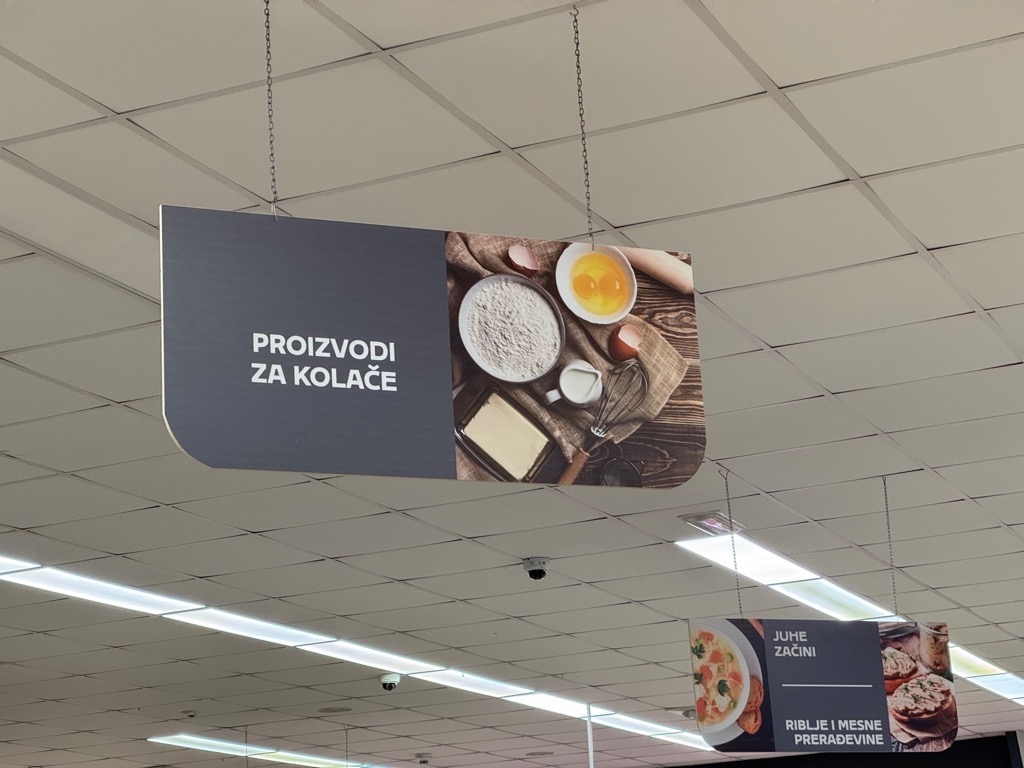 PROIZVODI
ZA KOLAČE
JUHE
ZAČINI
RIBLJE I MESNE
PRERAĐEVINE